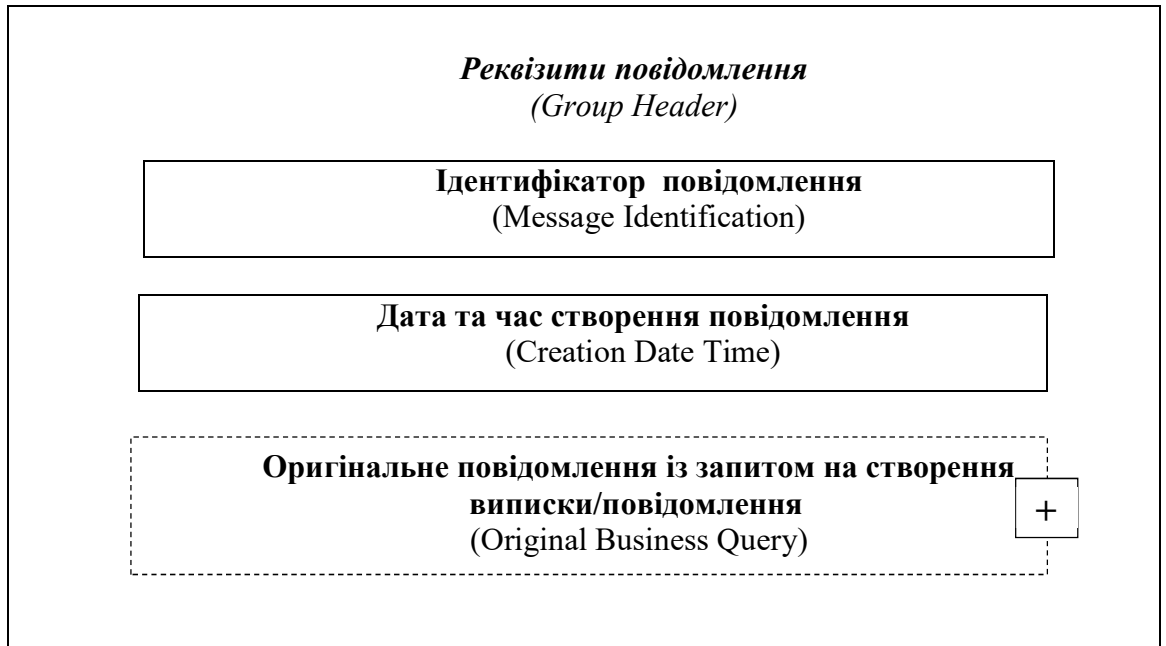 Реквізити повідомлення
(Group Header)
Ідентифікатор повідомлення
(Message Identification)
Дата та час створення повідомлення
(Creation Date Time)
Оригінальне повідомлення із запитом на створення
виписки/повідомлення
(Original Business Query)
+